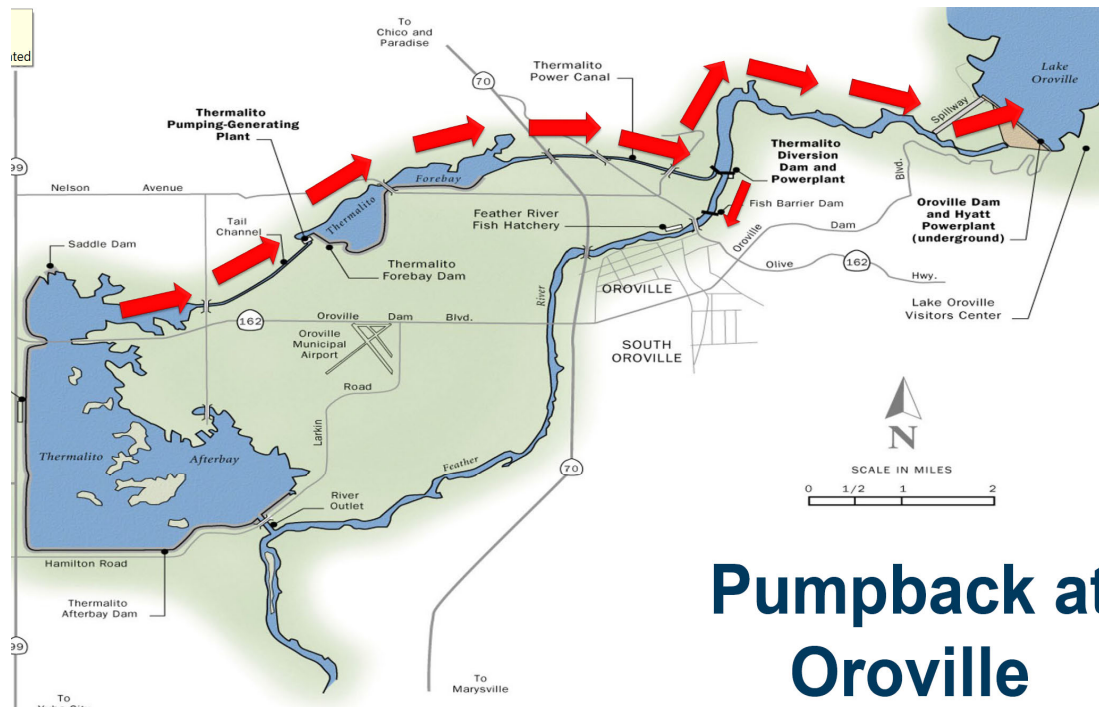 ated
To
Chico and
Paradise
70
Thermalito
Power Canal
Lake
Oroville
Spillway
Thermalito
Pumping-Generating
Plant
99
Nelson Avenue
Forebay
Thermalito
Thermalito
Diversion
Dam and
Powerplant
Blvd.
Fish Barrier Dam
Oroville Dam
and Hyatt
Powerplant
(underground)
Tail
Channel
Saddle Dam
Feather River
Fish Hatchery
Oroville
Dam
Thermalito
Forebay Dam
Olive
162
Hwy.
River
OROVILLE
Lake Oroville
Visitors Center
162
Oroville Dam Blvd.
Oroville
Municipal
Airport
SOUTH
OROVILLE
Road
Larkin
N
Thermalito Afterbay
Feather
70
SCALE IN MILES
0 1/2 1 2
River
Outlet
Hamilton Road
Thermalito
Afterbay Dam
Pumpback at
Oroville
99
To
Marysville
To